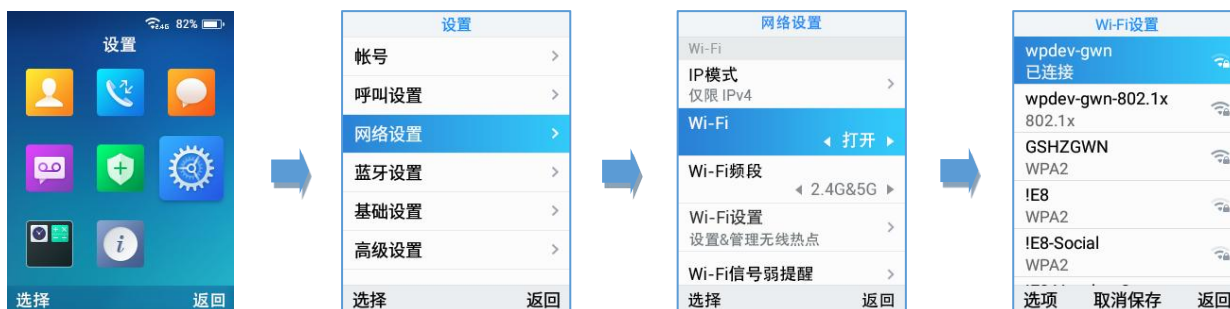 2.4G 82%
设置
选择 返回
设置
帐号
呼叫设置
网络设置
蓝牙设置
基础设置
高级设置
选择 返回
网络设置
Wi-Fi
IP模式
仅限 IPv4
Wi-Fi
打开
Wi-Fi频段
2.4G&5G
Wi-Fi设置
设置&管理无线热点
Wi-Fi信号弱提醒
选择 返回
Wi-Fi设置
wpdev-gwn
已连接
wpdev-gwn-802.1x
802.1x
GSHZGWN
WPA2
!E8
WPA2
!E8-Social
WPA2
选项 取消保存 返回